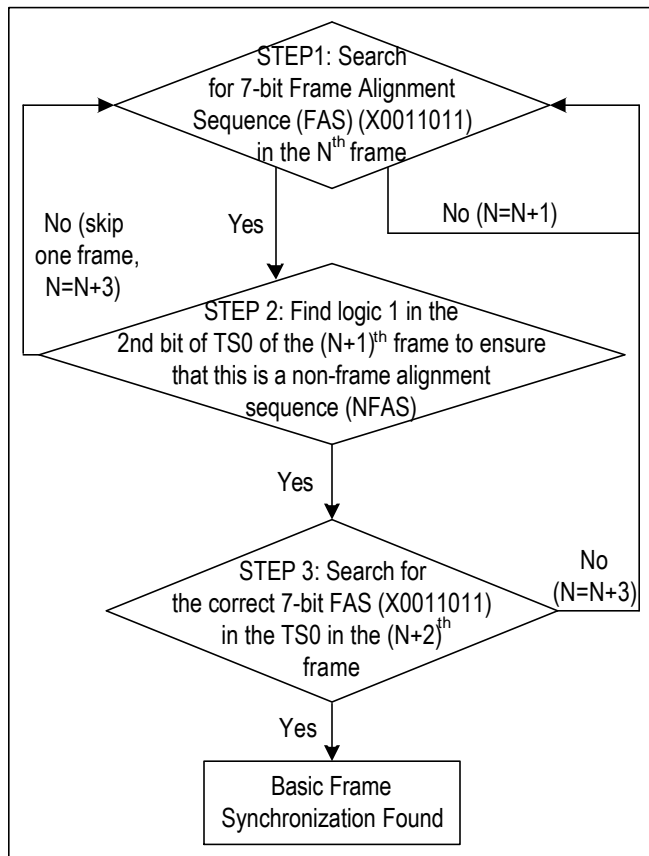 STEP1: Search
for 7-bit Frame Alignment
Sequence (FAS) (X0011011)
in the Nth frame
No (skip
one frame,
N=N+3)
Yes
No (N=N+1)
STEP 2: Find logic 1 in the
2nd bit of TS0 of the (N+1)th frame to ensure
that this is a non-frame alignment
sequence (NFAS)
Yes
STEP 3: Search for
the correct 7-bit FAS (X0011011)
in the TS0 in the (N+2)th
frame
No
(N=N+3)
Yes
Basic Frame
Synchronization Found